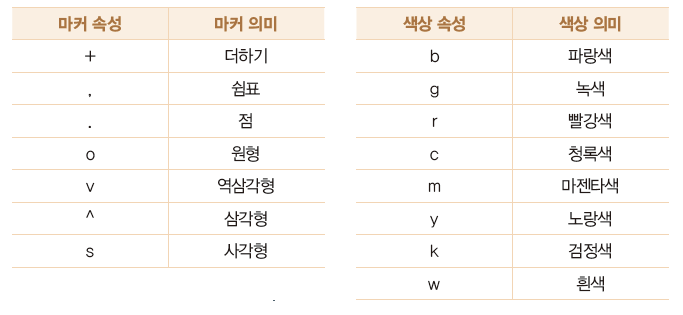 마커 속성 마커 의미
+ 더하기
, 쉼표
. 점
o 원형
v 역삼각형
^ 삼각형
s 사각형
색상 속성 색상 의미
b 파랑색
g 녹색
r 빨강색
c 청록색
m 마젠타색
y 노랑색
k 검정색
w 흰색